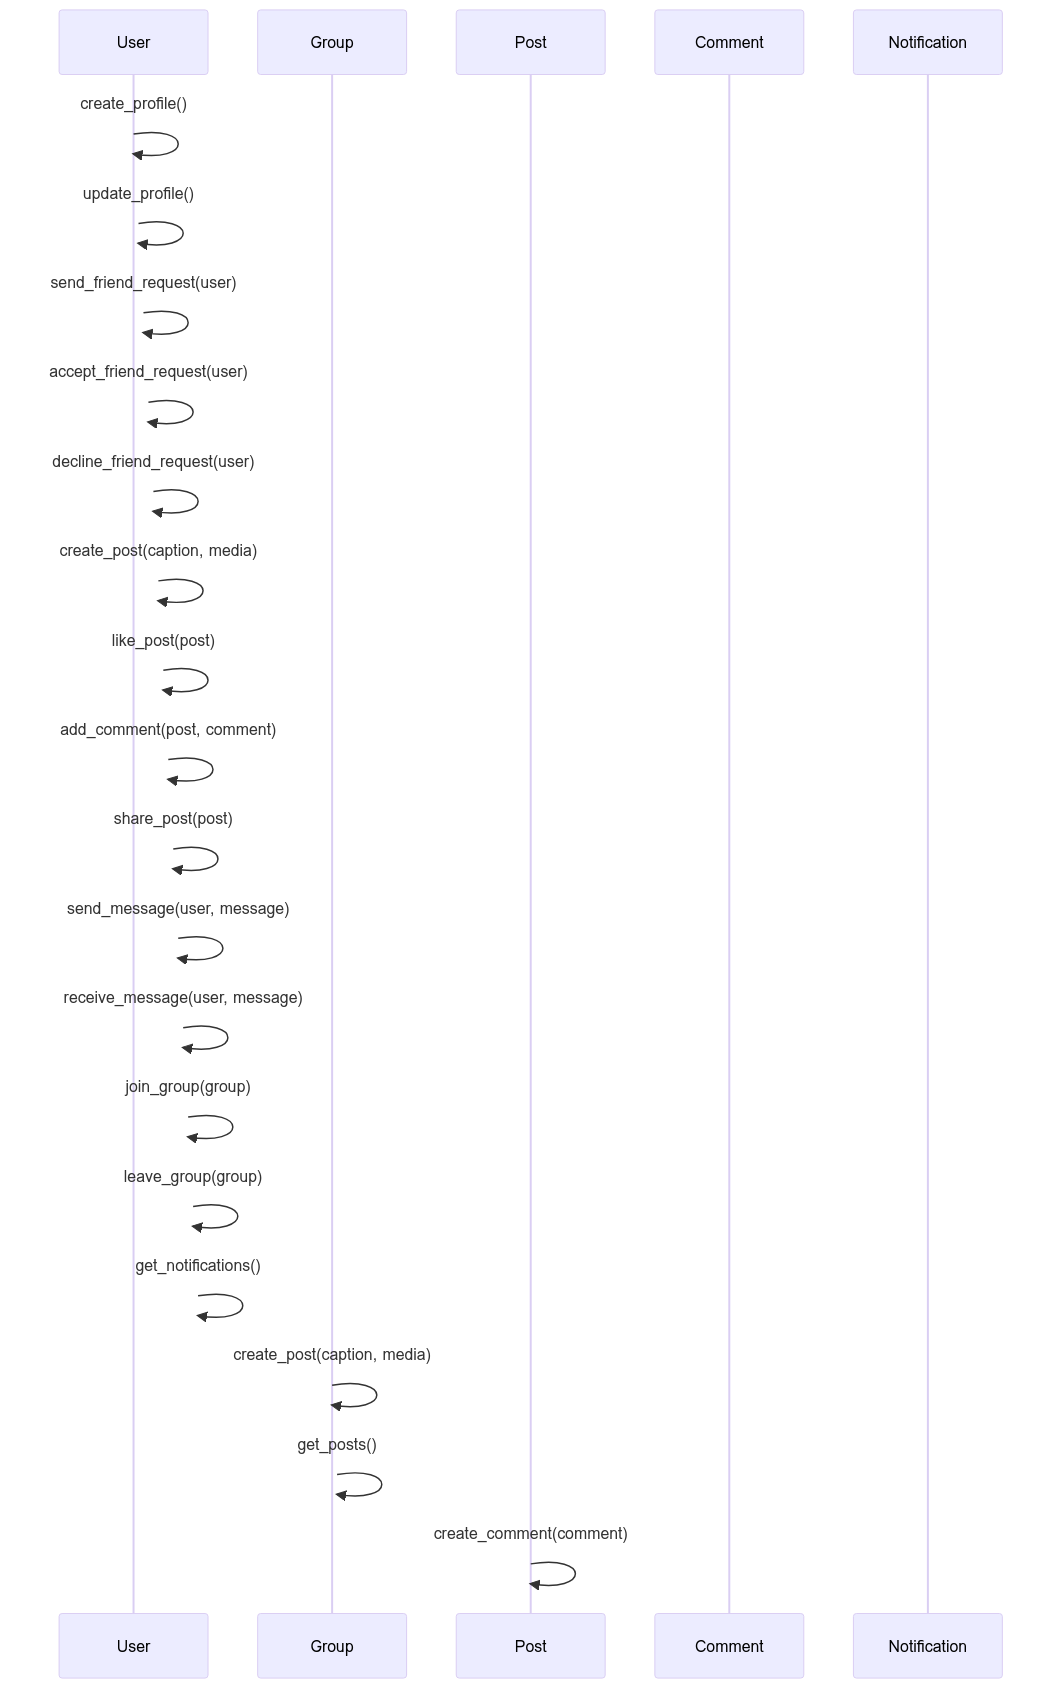 User
Group
Post
Comment
Notification
create_profile()
update_profile()
send_friend_request(user)
accept_friend_request(user)
decline_friend_request(user)
create_post(caption, media)
like_post(post)
add_comment(post, comment)
share_post(post)
send_message(user, message)
receive_message(user, message)
join_group(group)
leave_group(group)
get_notifications()
create_post(caption, media)
get_posts()
create_comment(comment)
User
Group
Post
Comment
Notification